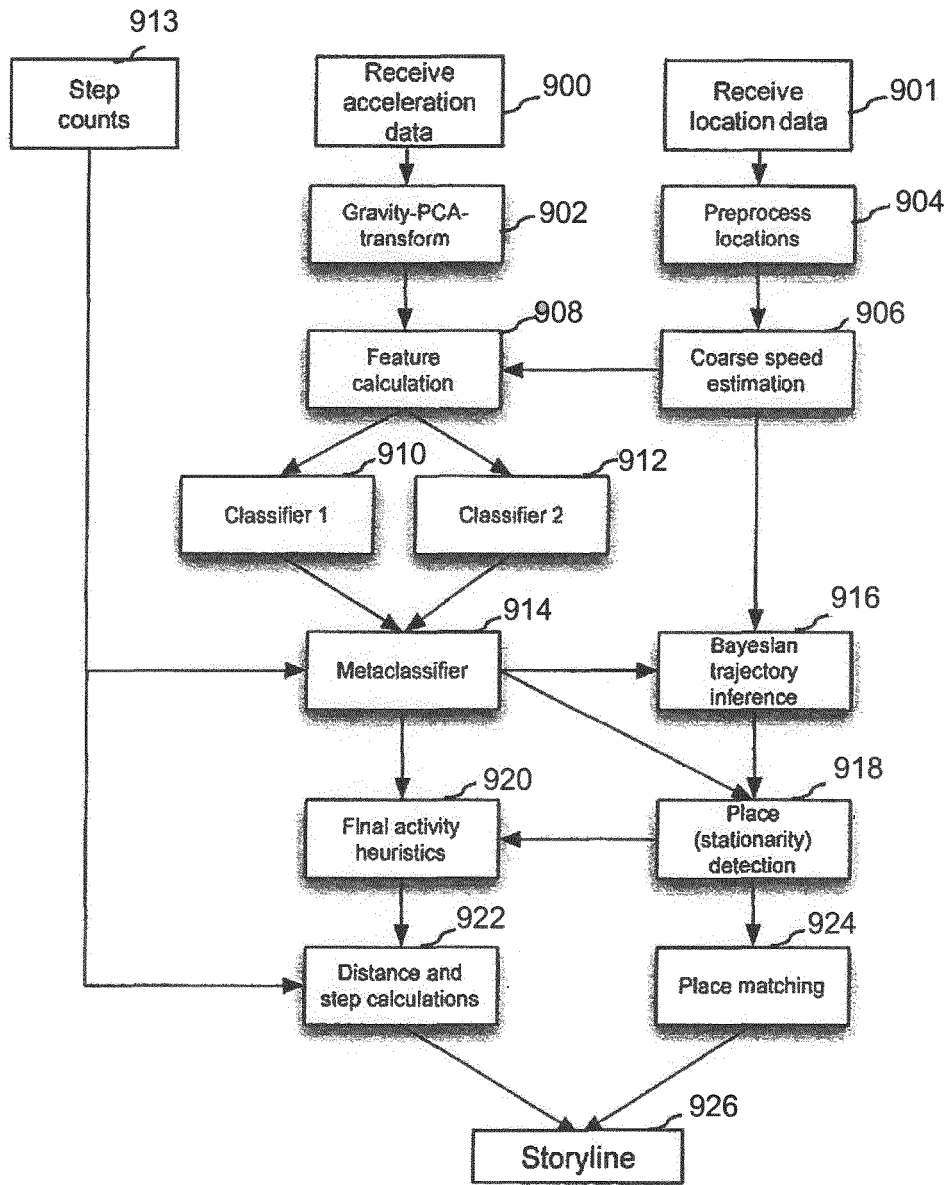 913
Step
counts
Receive
acceleration
data
900
Receive
location data
901
Gravity-PCA-
transform
902
Preprocess
locations
904
908
Feature
calculation
906
Coarse speed
estimation
910
Classifier 1
912
Classifier 2
914
Metaclassifier
916
Bayesian
trajectory
inference
920
Final activity
heuristics
918
Place
(stationarity)
detection
922
Distance and
step calculations
924
Place matching
926
Storyline